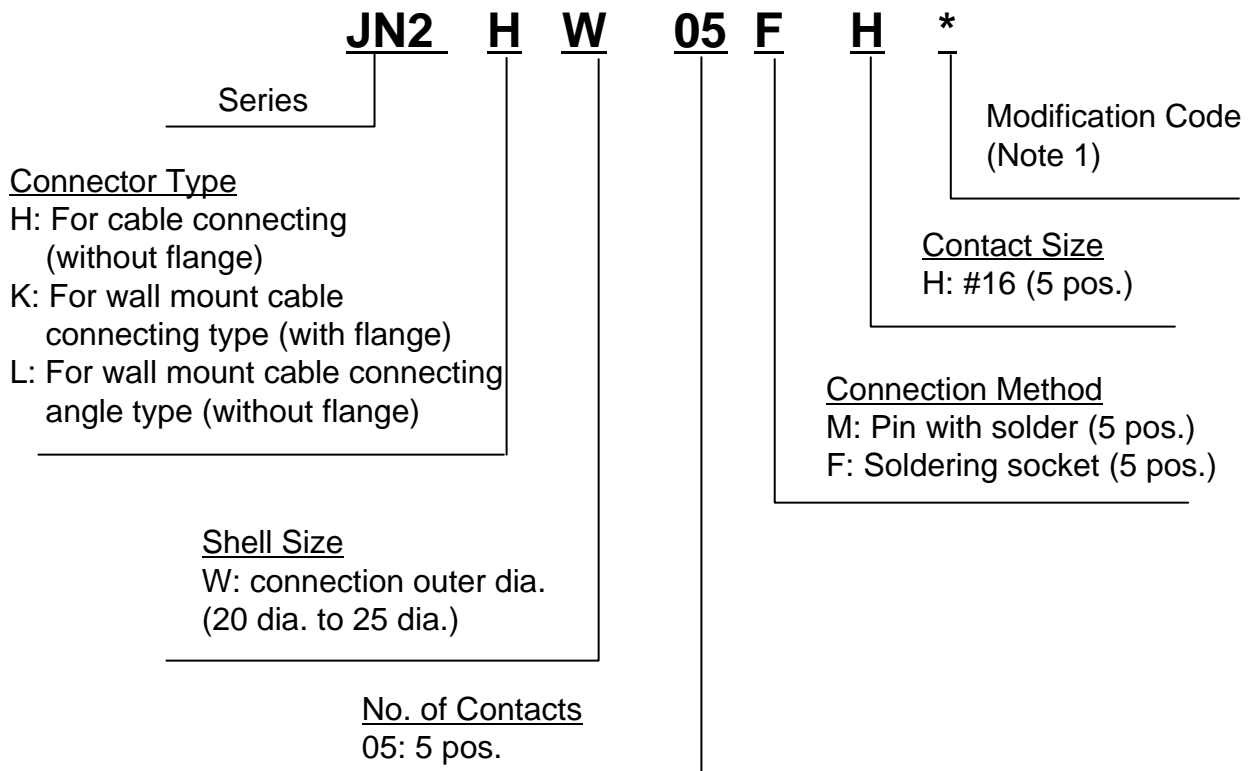 JN2 H W 05 F H *
Series
Modification Code
(Note 1)
Connector Type
H: For cable connecting
(without flange)
K: For wall mount cable
connecting type (with flange)
L: For wall mount cable connecting
angle type (without flange)
Contact Size
H: #16 (5 pos.)
Connection Method
M: Pin with solder (5 pos.)
F: Soldering socket (5 pos.)
Shell Size
W: connection outer dia.
(20 dia. to 25 dia.)
No. of Contacts
05: 5 pos.